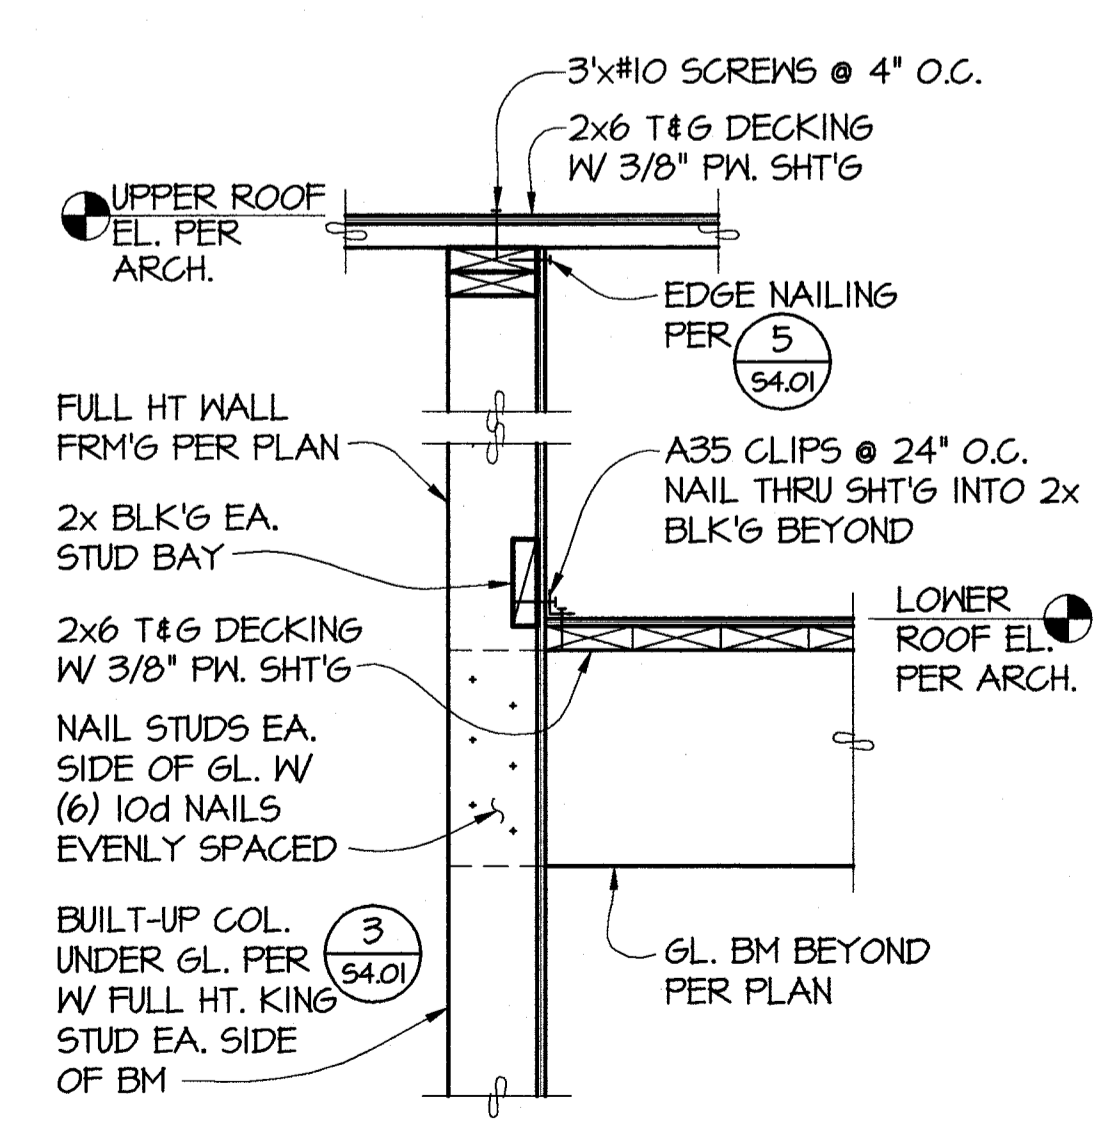 3'x#10 SCREWS @ 4" O.C.
2x6 T&G DECKING
W/ 3/8" PW. SHT'G
UPPER ROOF
EL. PER
ARCH.
EDGE NAILING
PER
5
S4.01
FULL HT WALL
FRM'G PER PLAN
A35 CLIPS @ 24" O.C.
NAIL THRU SHT'G INTO 2x
BLK'G BEYOND
2x BLK'G EA.
STUD BAY
LOWER
ROOF EL.
PER ARCH.
2x6 T&G DECKING
W/ 3/8" PW. SHT'G
NAIL STUDS EA.
SIDE OF GL. W/
(6) 10d NAILS
EVENLY SPACED
BUILT-UP COL.
UNDER GL. PER
W/ FULL HT. KING
STUD EA. SIDE
OF BM
3
S4.01
GL. BM BEYOND
PER PLAN